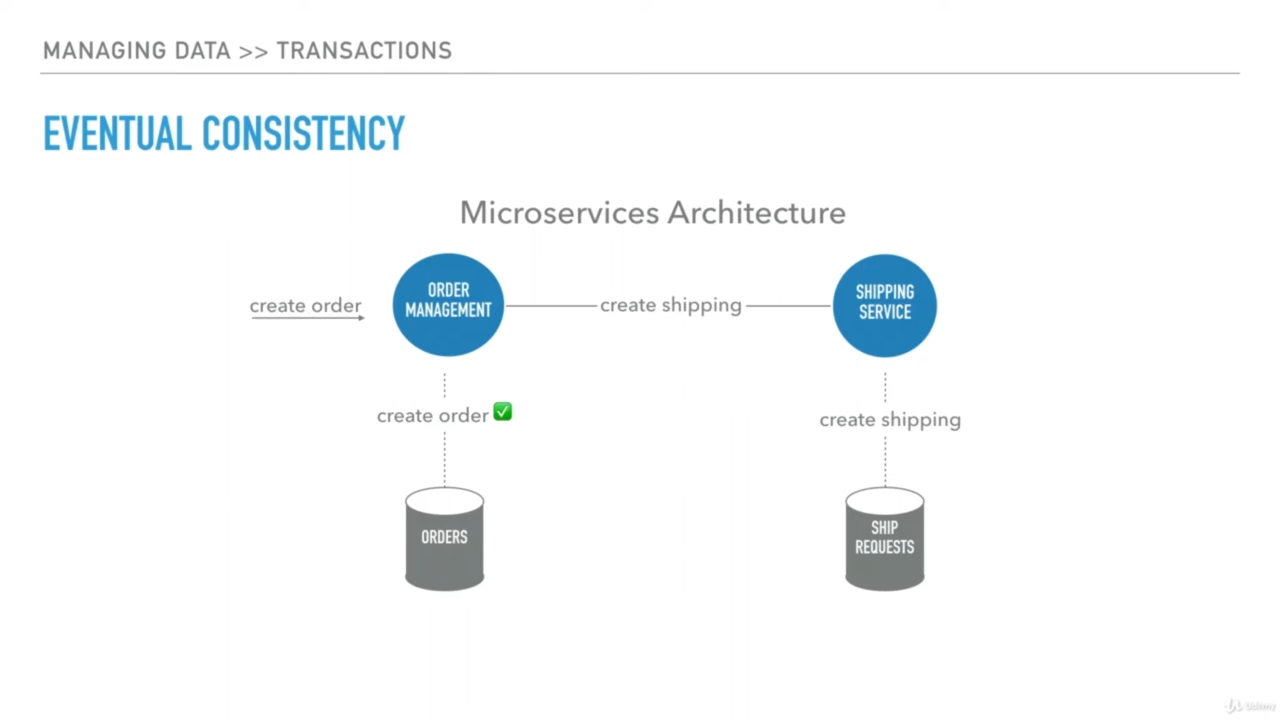 MANAGING DATA >> TRANSACTIONS
EVENTUAL CONSISTENCY
Microservices Architecture
create order
ORDER
MANAGEMENT
create shipping
SHIPPING
SERVICE
create order ✅
create shipping
ORDERS
SHIP
REQUESTS
Udemy